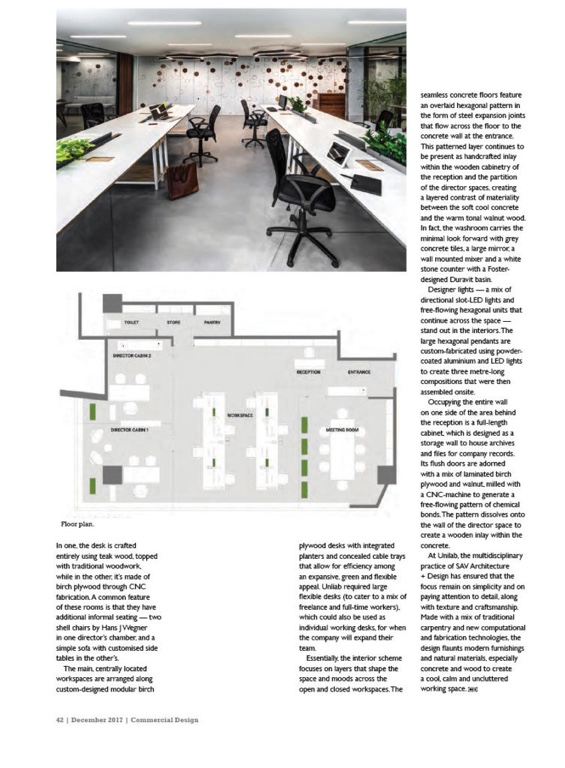 seamless concrete floors feature
an overlaid hexagonal pattern in
the form of steel expansion joints
that flow across the floor to the
concrete wall at the entrance.
This patterned layer continues to
be present as handcrafted inlay
within the wooden cabinetry of
the reception and the partition
of the director spaces, creating
a layered contrast of materiality
between the soft cool concrete
and the warm tonal walnut wood.
In fact, the washroom carries the
minimal look forward with grey
concrete tiles, a large mirror, a
wall mounted mixer and a white
stone counter with a Foster-
designed Duravit basin.
Designer lights — a mix of
directional slot-LED lights and
free-flowing hexagonal units that
continue across the space —
stand out in the interiors. The
large hexagonal pendants are
custom-fabricated using powder-
coated aluminium and LED lights
to create three metre-long
compositions that were then
assembled onsite.
Occupying the entire wall
on one side of the area behind
the reception is a full-length
cabinet, which is designed as a
storage wall to house archives
and files for company records.
Its flush doors are adorned
with a mix of laminated birch
plywood and walnut, milled with
a CNC-machine to generate a
free-flowing pattern of chemical
bonds. The pattern dissolves onto
the wall of the director space to
create a wooden inlay within the
concrete.
At Unilab, the multidisciplinary
practice of SAV Architecture
+ Design has ensured that the
focus remain on simplicity and on
paying attention to detail, along
with texture and craftsmanship.
Made with a mix of traditional
carpentry and new computational
and fabrication technologies, the
design flaunts modern furnishings
and natural materials, especially
concrete and wood to create
a cool, calm and uncluttered
working space.
TOILET
STORE
PANTRY
DIRECTOR CABIN 2
RECEPTION
ENTRANCE
WORKSPACE
DIRECTOR CABIN 1
MEETING ROOM
Floor plan.
In one, the desk is crafted
entirely using teak wood, topped
with traditional woodwork,
while in the other, it's made of
birch plywood through CNC
fabrication. A common feature
of these rooms is that they have
additional informal seating — two
shell chairs by Hans J Wegner
in one director's chamber, and a
simple sofa with customised side
tables in the other's.
The main, centrally located
workspaces are arranged along
custom-designed modular birch
plywood desks with integrated
planters and concealed cable trays
that allow for efficiency among
an expansive, green and flexible
appeal. Unilab required large
flexible desks (to cater to a mix of
freelance and full-time workers),
which could also be used as
individual working desks, for when
the company will expand their
team.
Essentially, the interior scheme
focuses on layers that shape the
space and moods across the
open and closed workspaces. The
42 | December 2017 | Commercial Design